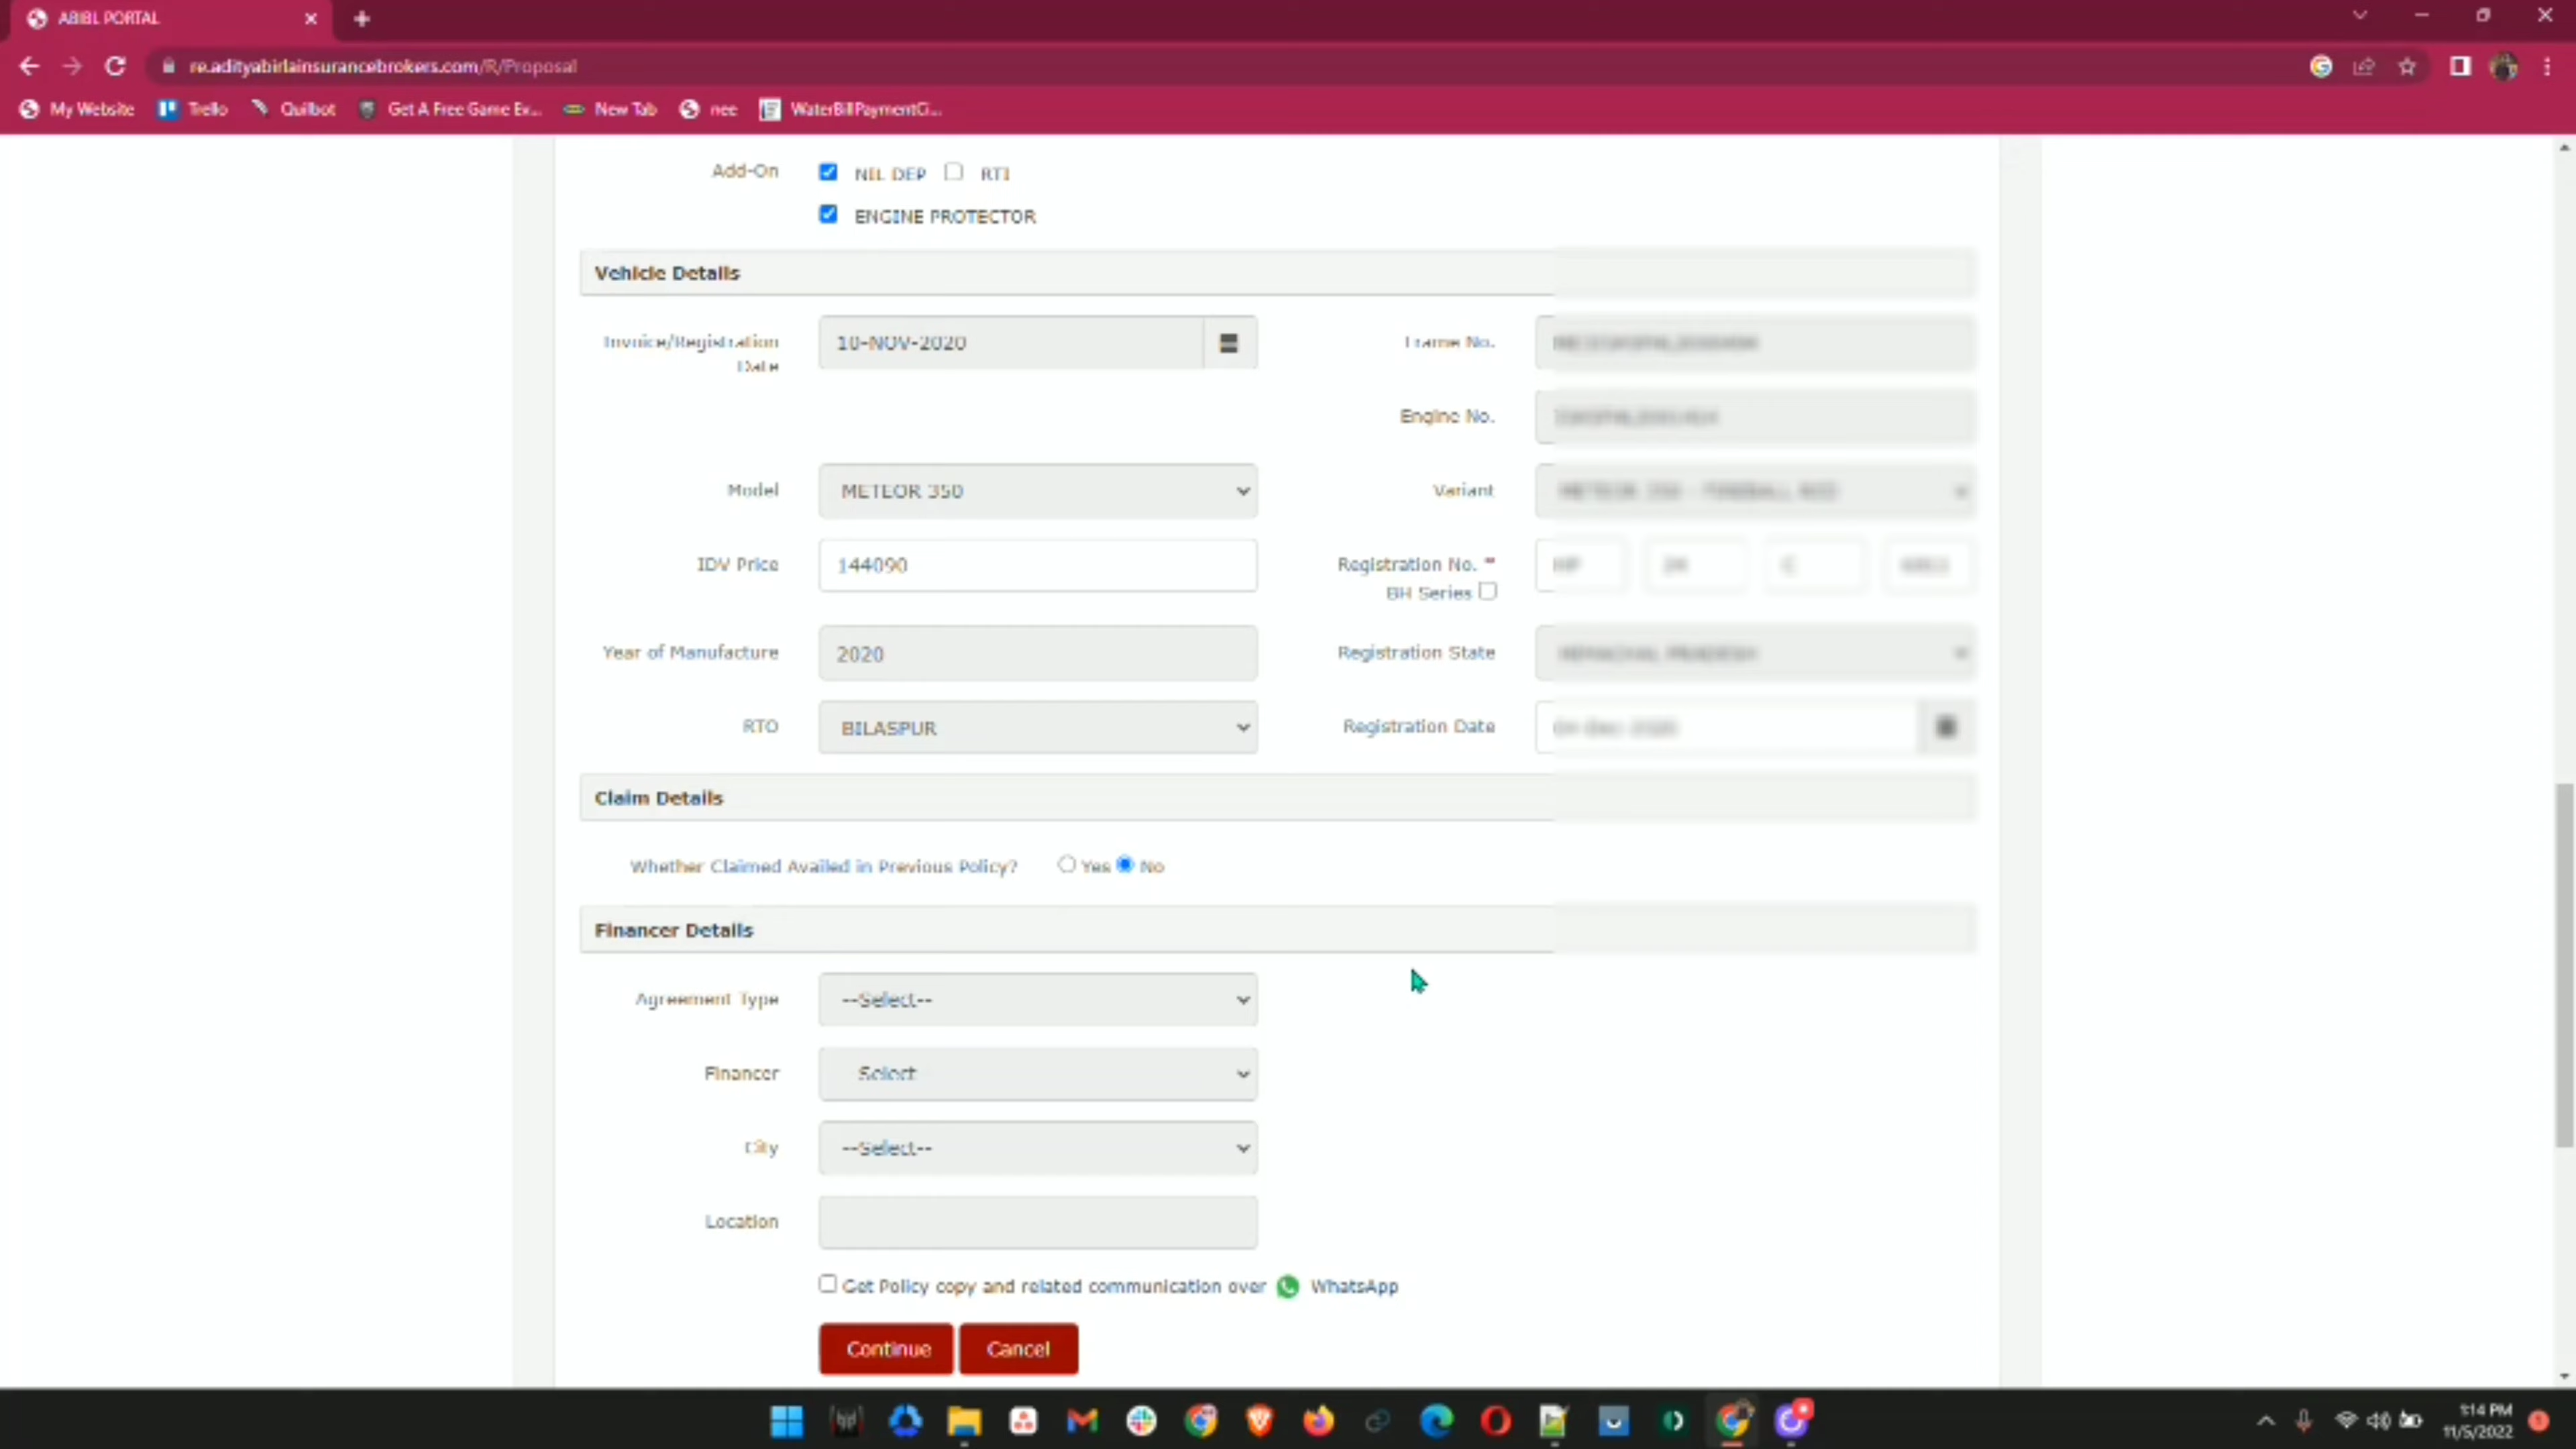 ABIBL PORTAL
re.adityabirlainsurancebrokers.com/R/Proposal
My Website Trello Quilbot Get A Free Game Ev... New Tab nee WaterBillPaymentCi...
Add-On NIL DEP RTI
ENGINE PROTECTOR
Vehicle Details
Invoice/Registration Date 10-NOV-2020 Frame No.
Engine No.
Model METEOR 350 Variant
IDV Price 144090 Registration No. *
BH Series
Year of Manufacture 2020 Registration State
RTO BILASPUR Registration Date
Claim Details
Whether Claimed Availed in Previous Policy? Yes No
Financer Details
Agreement Type --Select--
Financer Select
City --Select--
Location
Get Policy copy and related communication over WhatsApp
Continue Cancel
1:14 PM
11/5/2022